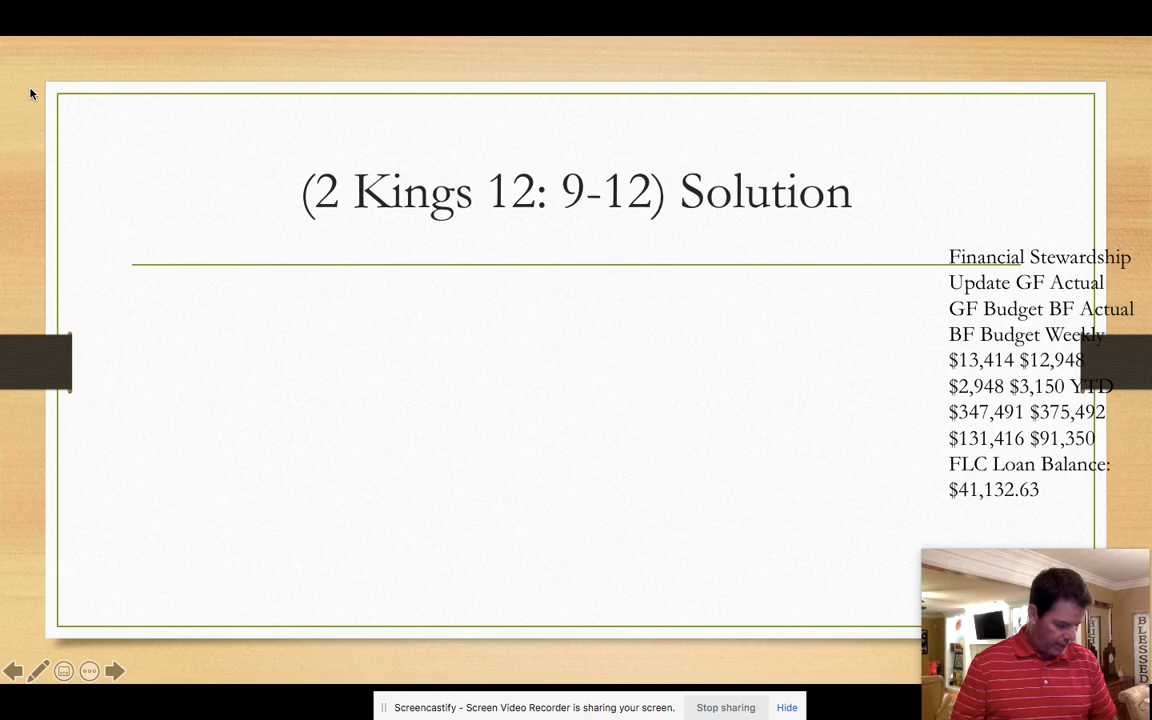 (2 Kings 12: 9-12) Solution
Financial Stewardship
Update GF Actual
GF Budget BF Actual
BF Budget Weekly
$13,414 $12,948
$2,948 $3,150 YTD
$347,491 $375,492
$131,416 $91,350
FLC Loan Balance:
$41,132.63
BLESSED
Screencastify - Screen Video Recorder is sharing your screen.
Stop sharing
Hide